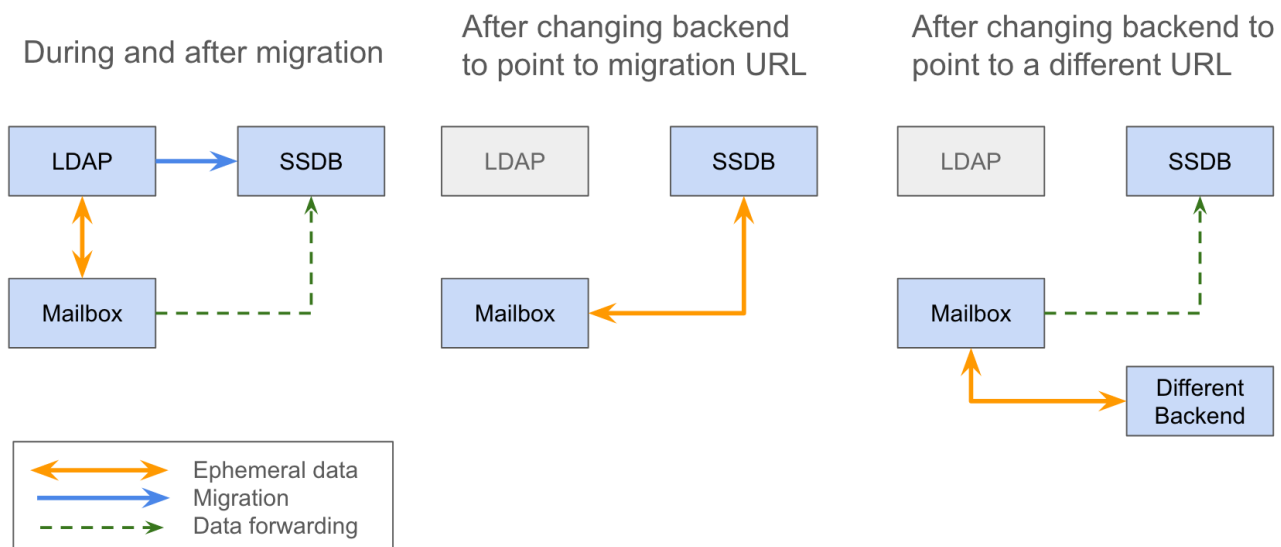 During and after migration
LDAP
SSDB
Mailbox
After changing backend
to point to migration URL
LDAP
SSDB
Mailbox
After changing backend to
point to a different URL
LDAP
SSDB
Mailbox
Different
Backend
Ephemeral data
Migration
Data forwarding